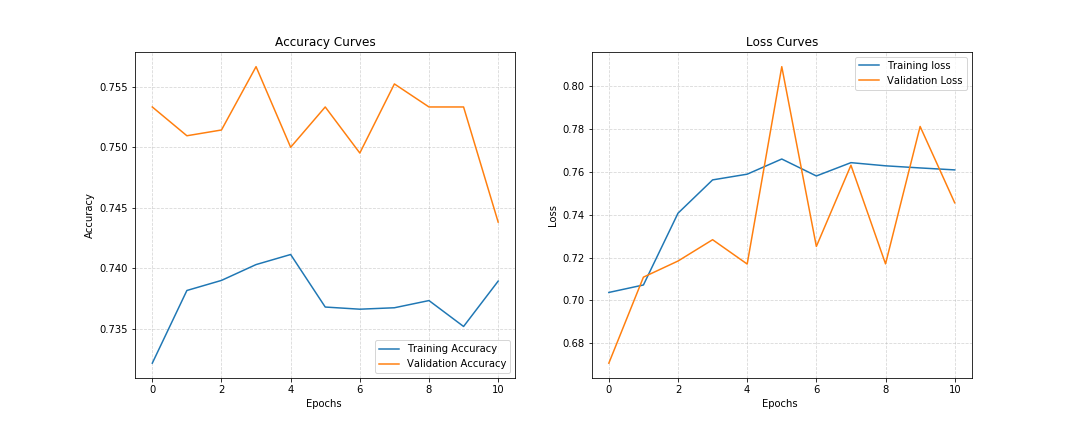 Accuracy Curves
Accuracy
0.755
0.750
0.745
0.740
0.735
0 2 4 6 8 10
Epochs
Training Accuracy
Validation Accuracy
Loss Curves
Loss
0.80
0.78
0.76
0.74
0.72
0.70
0.68
0 2 4 6 8 10
Epochs
Training loss
Validation Loss